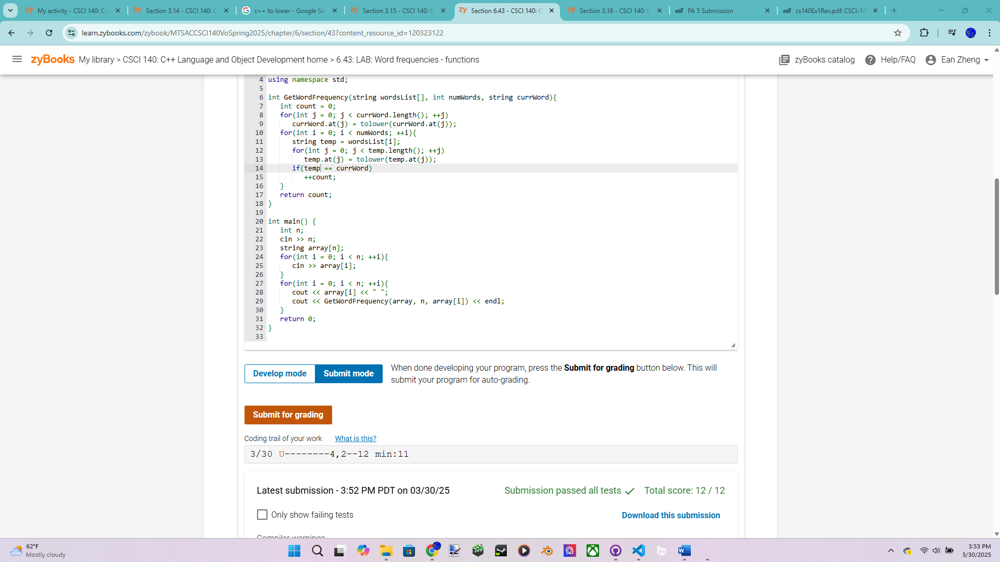 My activity - CSCI 140: C+
Section 3.14 - CSCI 140: C
c++ to lower - Google Se
Section 3.15 - CSCI 140: C
Section 6.43 - CSCI 140: C
Section 3.16 - CSCI 140: C
PA 5 Submission
cs140Ex1Rev.pdf: CSCI-14
learn.zybooks.com/zybook/MTSACCSCI140VoSpring2025/chapter/6/section/43?content_resource_id=120323122
zyBooks My library > CSCI 140: C++ Language and Object Development home > 6.43: LAB: Word frequencies - functions
zyBooks catalog
Help/FAQ
Ean Zheng
4 using namespace std;
5
6 int GetWordFrequency(string wordsList[], int numWords, string currWord){
7 int count = 0;
8 for(int j = 0; j < currWord.length(); ++j)
9 currWord.at(j) = tolower(currWord.at(j));
10 for(int i = 0; i < numWords; ++i){
11 string temp = wordsList[i];
12 for(int j = 0; j < temp.length(); ++j)
13 temp.at(j) = tolower(temp.at(j));
14 if(temp == currWord)
15 ++count;
16 }
17 return count;
18 }
19
20 int main() {
21 int n;
22 cin >> n;
23 string array[n];
24 for(int i = 0; i < n; ++i){
25 cin >> array[i];
26 }
27 for(int i = 0; i < n; ++i){
28 cout << array[i] << " ";
29 cout << GetWordFrequency(array, n, array[i]) << endl;
30 }
31 return 0;
32 }
33
Develop mode
Submit mode
When done developing your program, press the Submit for grading button below. This will
submit your program for auto-grading.
Submit for grading
Coding trail of your work What is this?
3/30 U--------4,2--12 min:11
Latest submission - 3:52 PM PDT on 03/30/25
Submission passed all tests
Total score: 12 / 12
Only show failing tests
Download this submission
Compiler warnings
62°F
Mostly cloudy
3:53 PM
3/30/2025